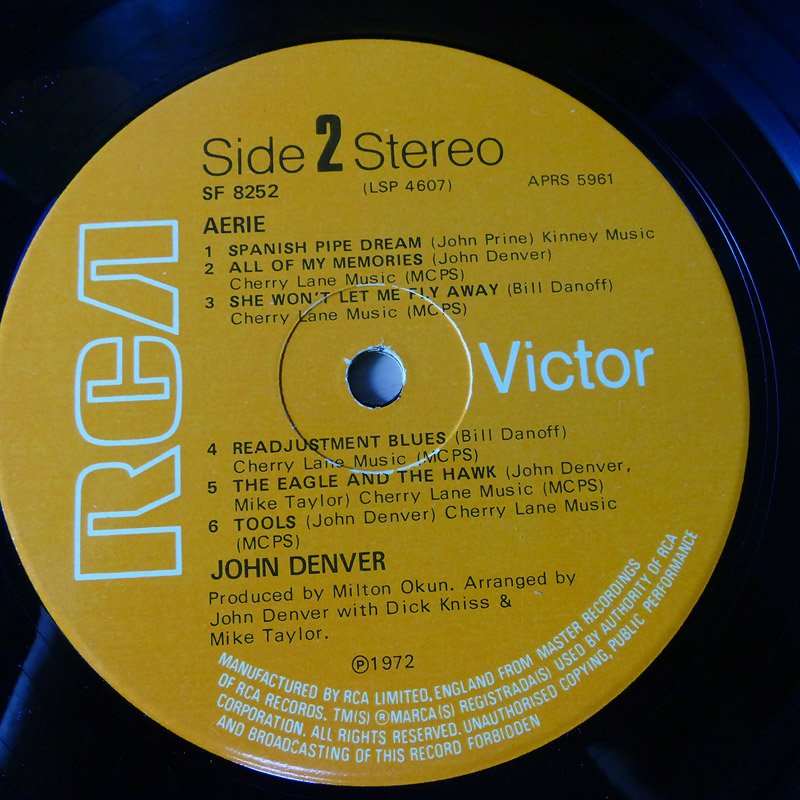 Side 2 Stereo
SF 8252 (LSP 4607) APRS 5961
AERIE
1 SPANISH PIPE DREAM (John Prine) Kinney Music
2 ALL OF MY MEMORIES (John Denver)
Cherry Lane Music (MCPS)
3 SHE WON'T LET ME FLY AWAY (Bill Danoff)
Cherry Lane Music (MCPS)
RCA
Victor
4 READJUSTMENT BLUES (Bill Danoff)
Cherry Lane Music (MCPS)
5 THE EAGLE AND THE HAWK (John Denver,
Mike Taylor) Cherry Lane Music (MCPS)
6 TOOLS (John Denver) Cherry Lane Music
(MCPS)
JOHN DENVER
Produced by Milton Okun. Arranged by
John Denver with Dick Kniss &
Mike Taylor.
Ⓟ1972
MANUFACTURED BY RCA LIMITED, ENGLAND FROM MASTER RECORDINGS
OF RCA RECORDS. TM(S) ® MARCA(S) REGISTRADA(S) USED BY AUTHORITY OF RCA
CORPORATION. ALL RIGHTS RESERVED. UNAUTHORISED COPYING, PUBLIC PERFORMANCE
AND BROADCASTING OF THIS RECORD FORBIDDEN